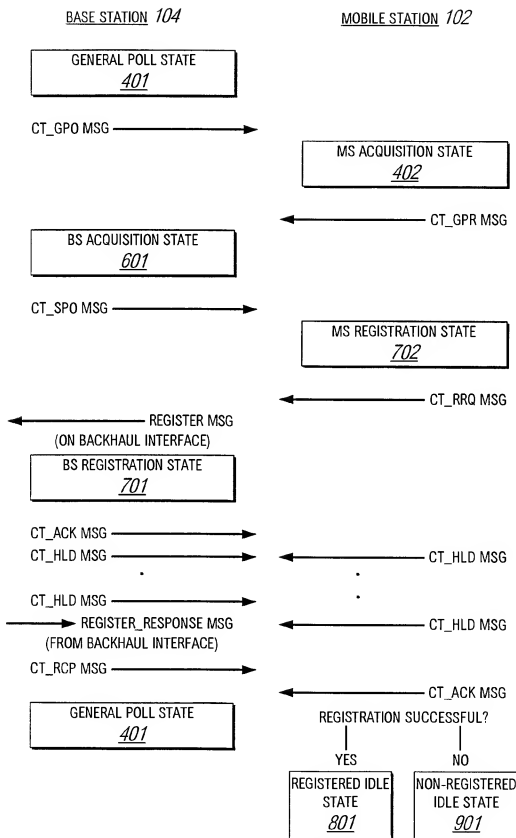 BASE STATION 104 MOBILE STATION 102
GENERAL POLL STATE
401
CT_GPO MSG
MS ACQUISITION STATE
402
CT_GPR MSG
BS ACQUISITION STATE
601
CT_SPO MSG
MS REGISTRATION STATE
702
CT_RRQ MSG
REGISTER MSG
(ON BACKHAUL INTERFACE)
BS REGISTRATION STATE
701
CT_ACK MSG
CT_HLD MSG CT_HLD MSG
CT_HLD MSG
REGISTER_RESPONSE MSG CT_HLD MSG
(FROM BACKHAUL INTERFACE)
CT_RCP MSG
CT_ACK MSG
GENERAL POLL STATE
401
REGISTRATION SUCCESSFUL?
YES NO
REGISTERED IDLE
STATE
801
NON-REGISTERED
IDLE STATE
901